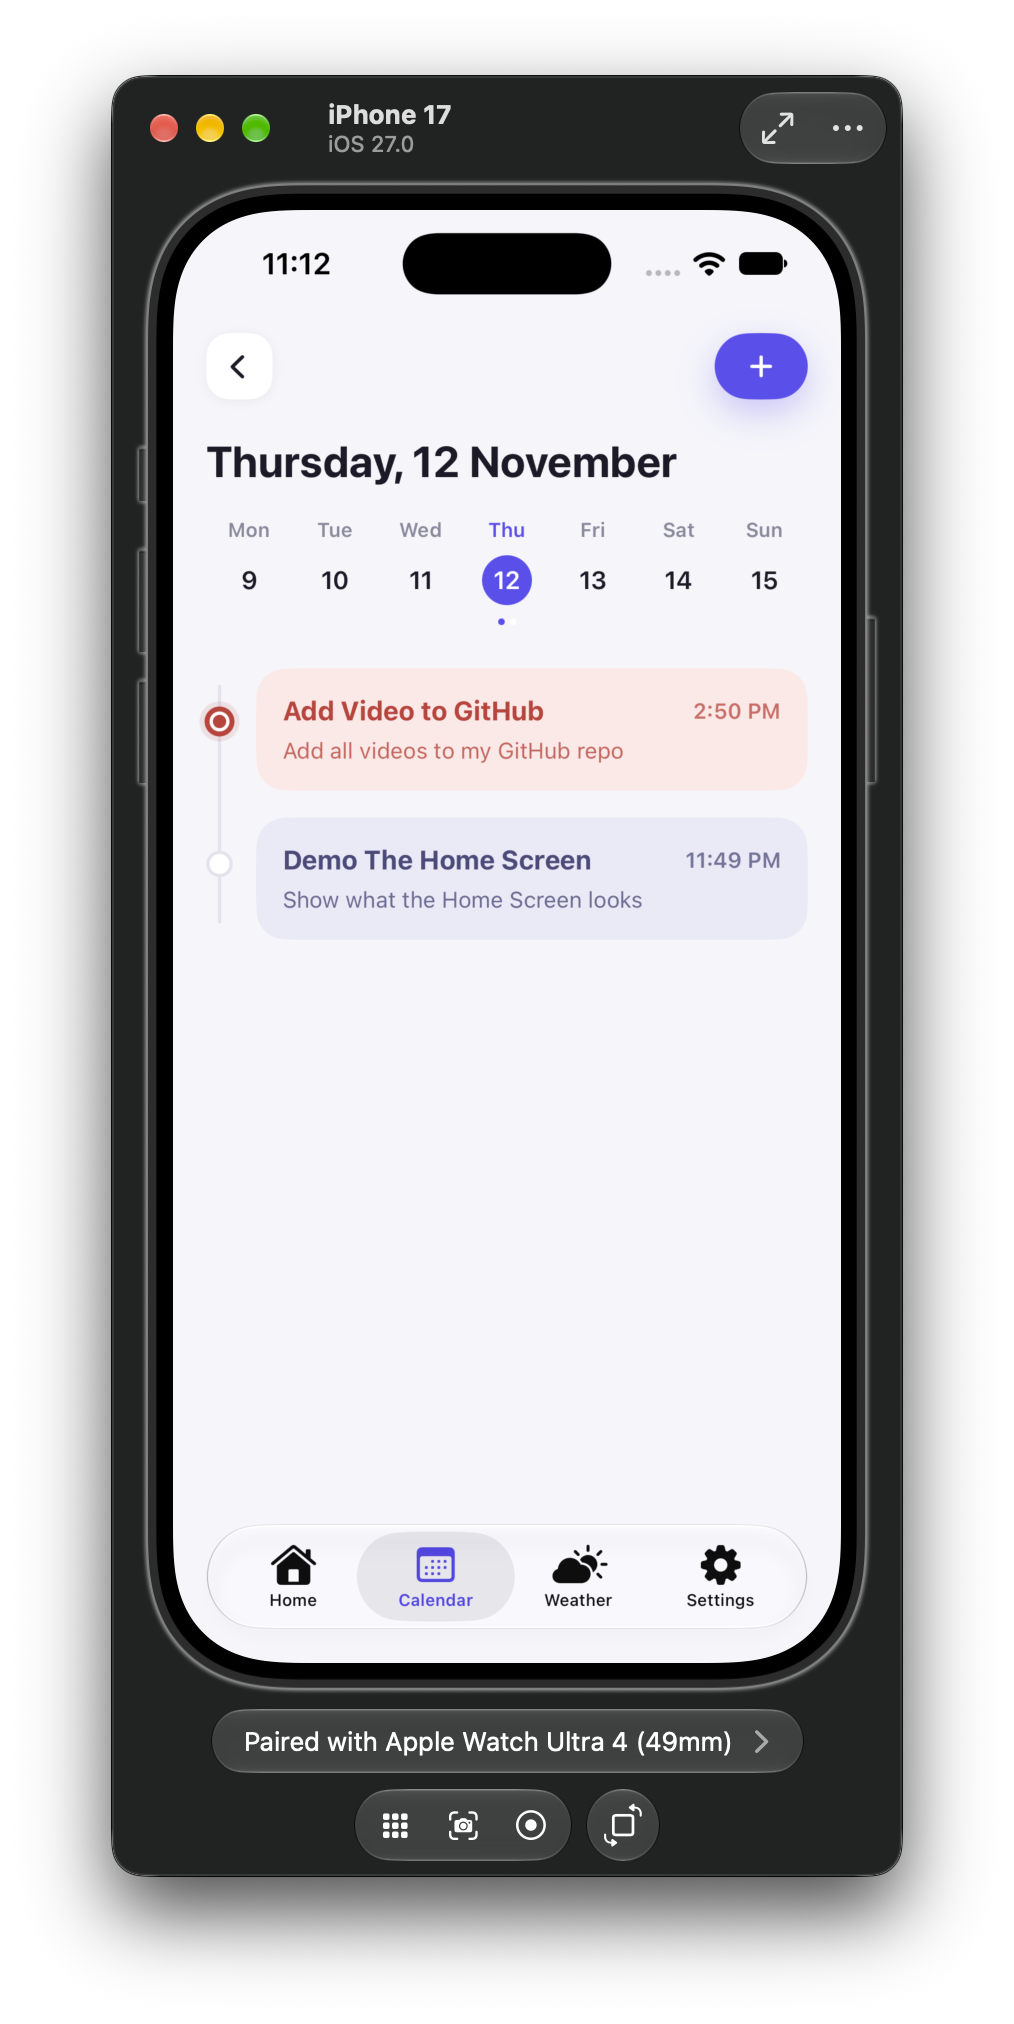 iPhone 17
iOS 27.0
11:12
Thursday, 12 November
Mon Tue Wed Thu Fri Sat Sun
9 10 11 12 13 14 15
Add Video to GitHub 2:50 PM
Add all videos to my GitHub repo
Demo The Home Screen 11:49 PM
Show what the Home Screen looks
Home Calendar Weather Settings
Paired with Apple Watch Ultra 4 (49mm)